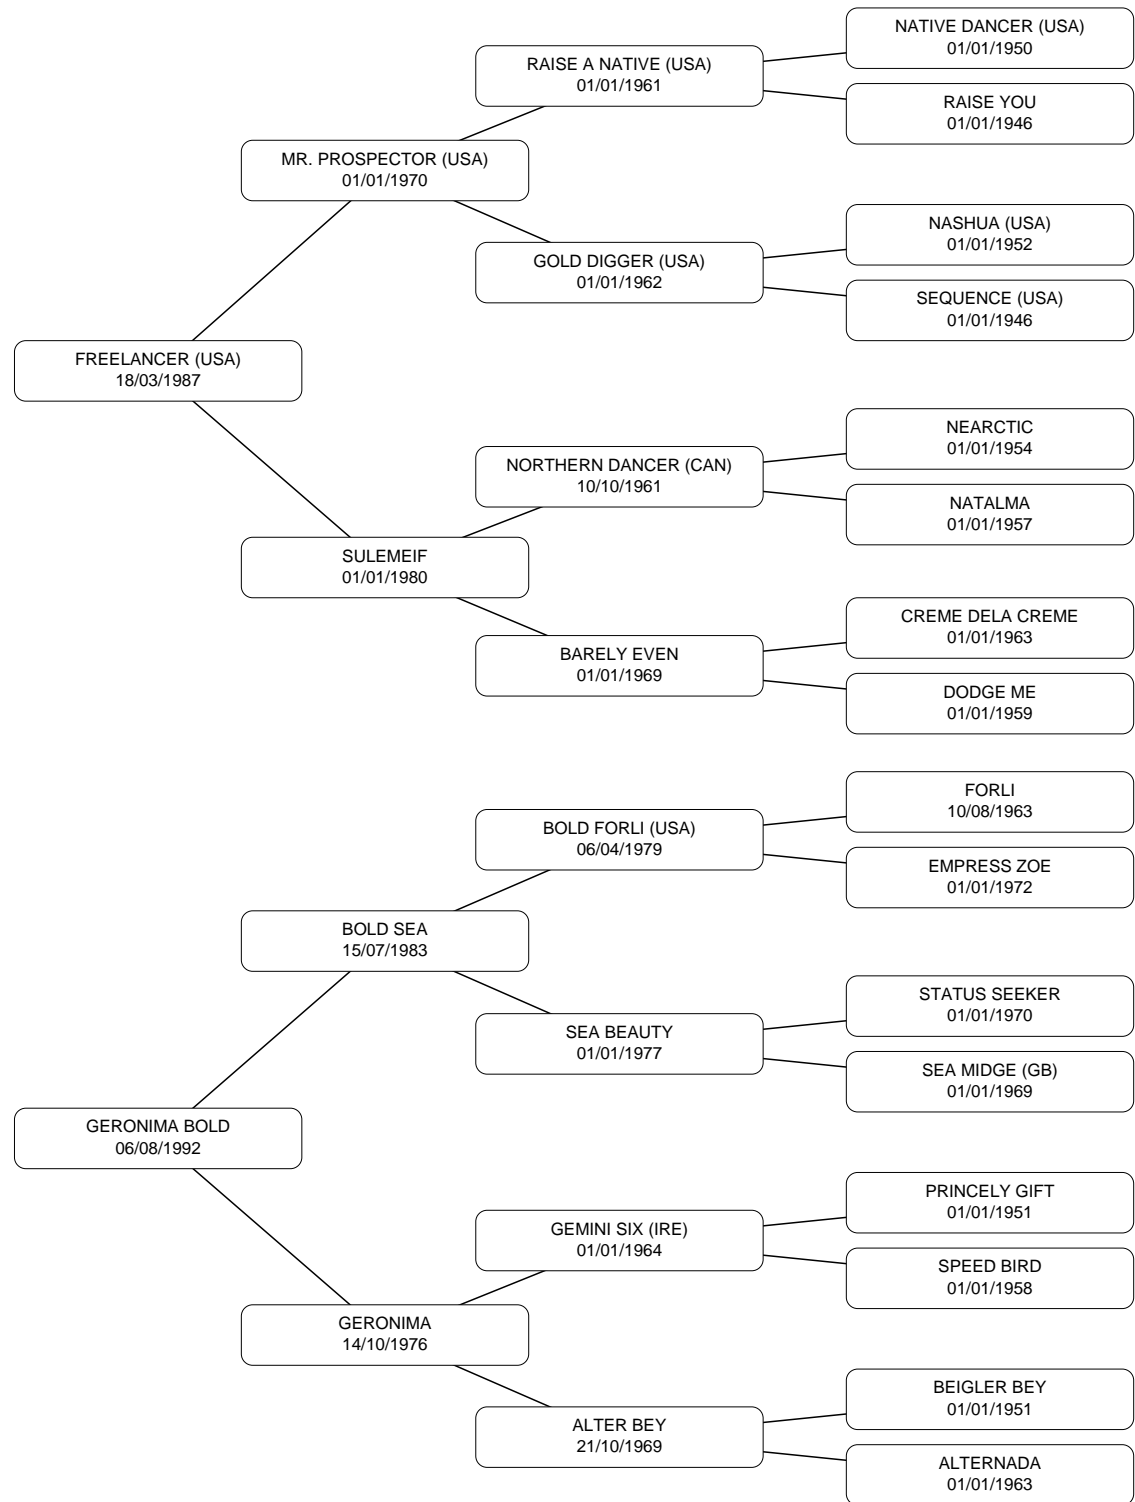 NATIVE DANCER (USA)
01/01/1950
RAISE A NATIVE (USA)
01/01/1961
RAISE YOU
01/01/1946
MR. PROSPECTOR (USA)
01/01/1970
NASHUA (USA)
01/01/1952
GOLD DIGGER (USA)
01/01/1962
SEQUENCE (USA)
01/01/1946
FREELANCER (USA)
18/03/1987
NEARCTIC
01/01/1954
NORTHERN DANCER (CAN)
10/10/1961
NATALMA
01/01/1957
SULEMEIF
01/01/1980
CREME DELA CREME
01/01/1963
BARELY EVEN
01/01/1969
DODGE ME
01/01/1959
FORLI
10/08/1963
BOLD FORLI (USA)
06/04/1979
EMPRESS ZOE
01/01/1972
BOLD SEA
15/07/1983
STATUS SEEKER
01/01/1970
SEA BEAUTY
01/01/1977
SEA MIDGE (GB)
01/01/1969
GERONIMA BOLD
06/08/1992
PRINCELY GIFT
01/01/1951
GEMINI SIX (IRE)
01/01/1964
SPEED BIRD
01/01/1958
GERONIMA
14/10/1976
BEIGLER BEY
01/01/1951
ALTER BEY
21/10/1969
ALTERNADA
01/01/1963